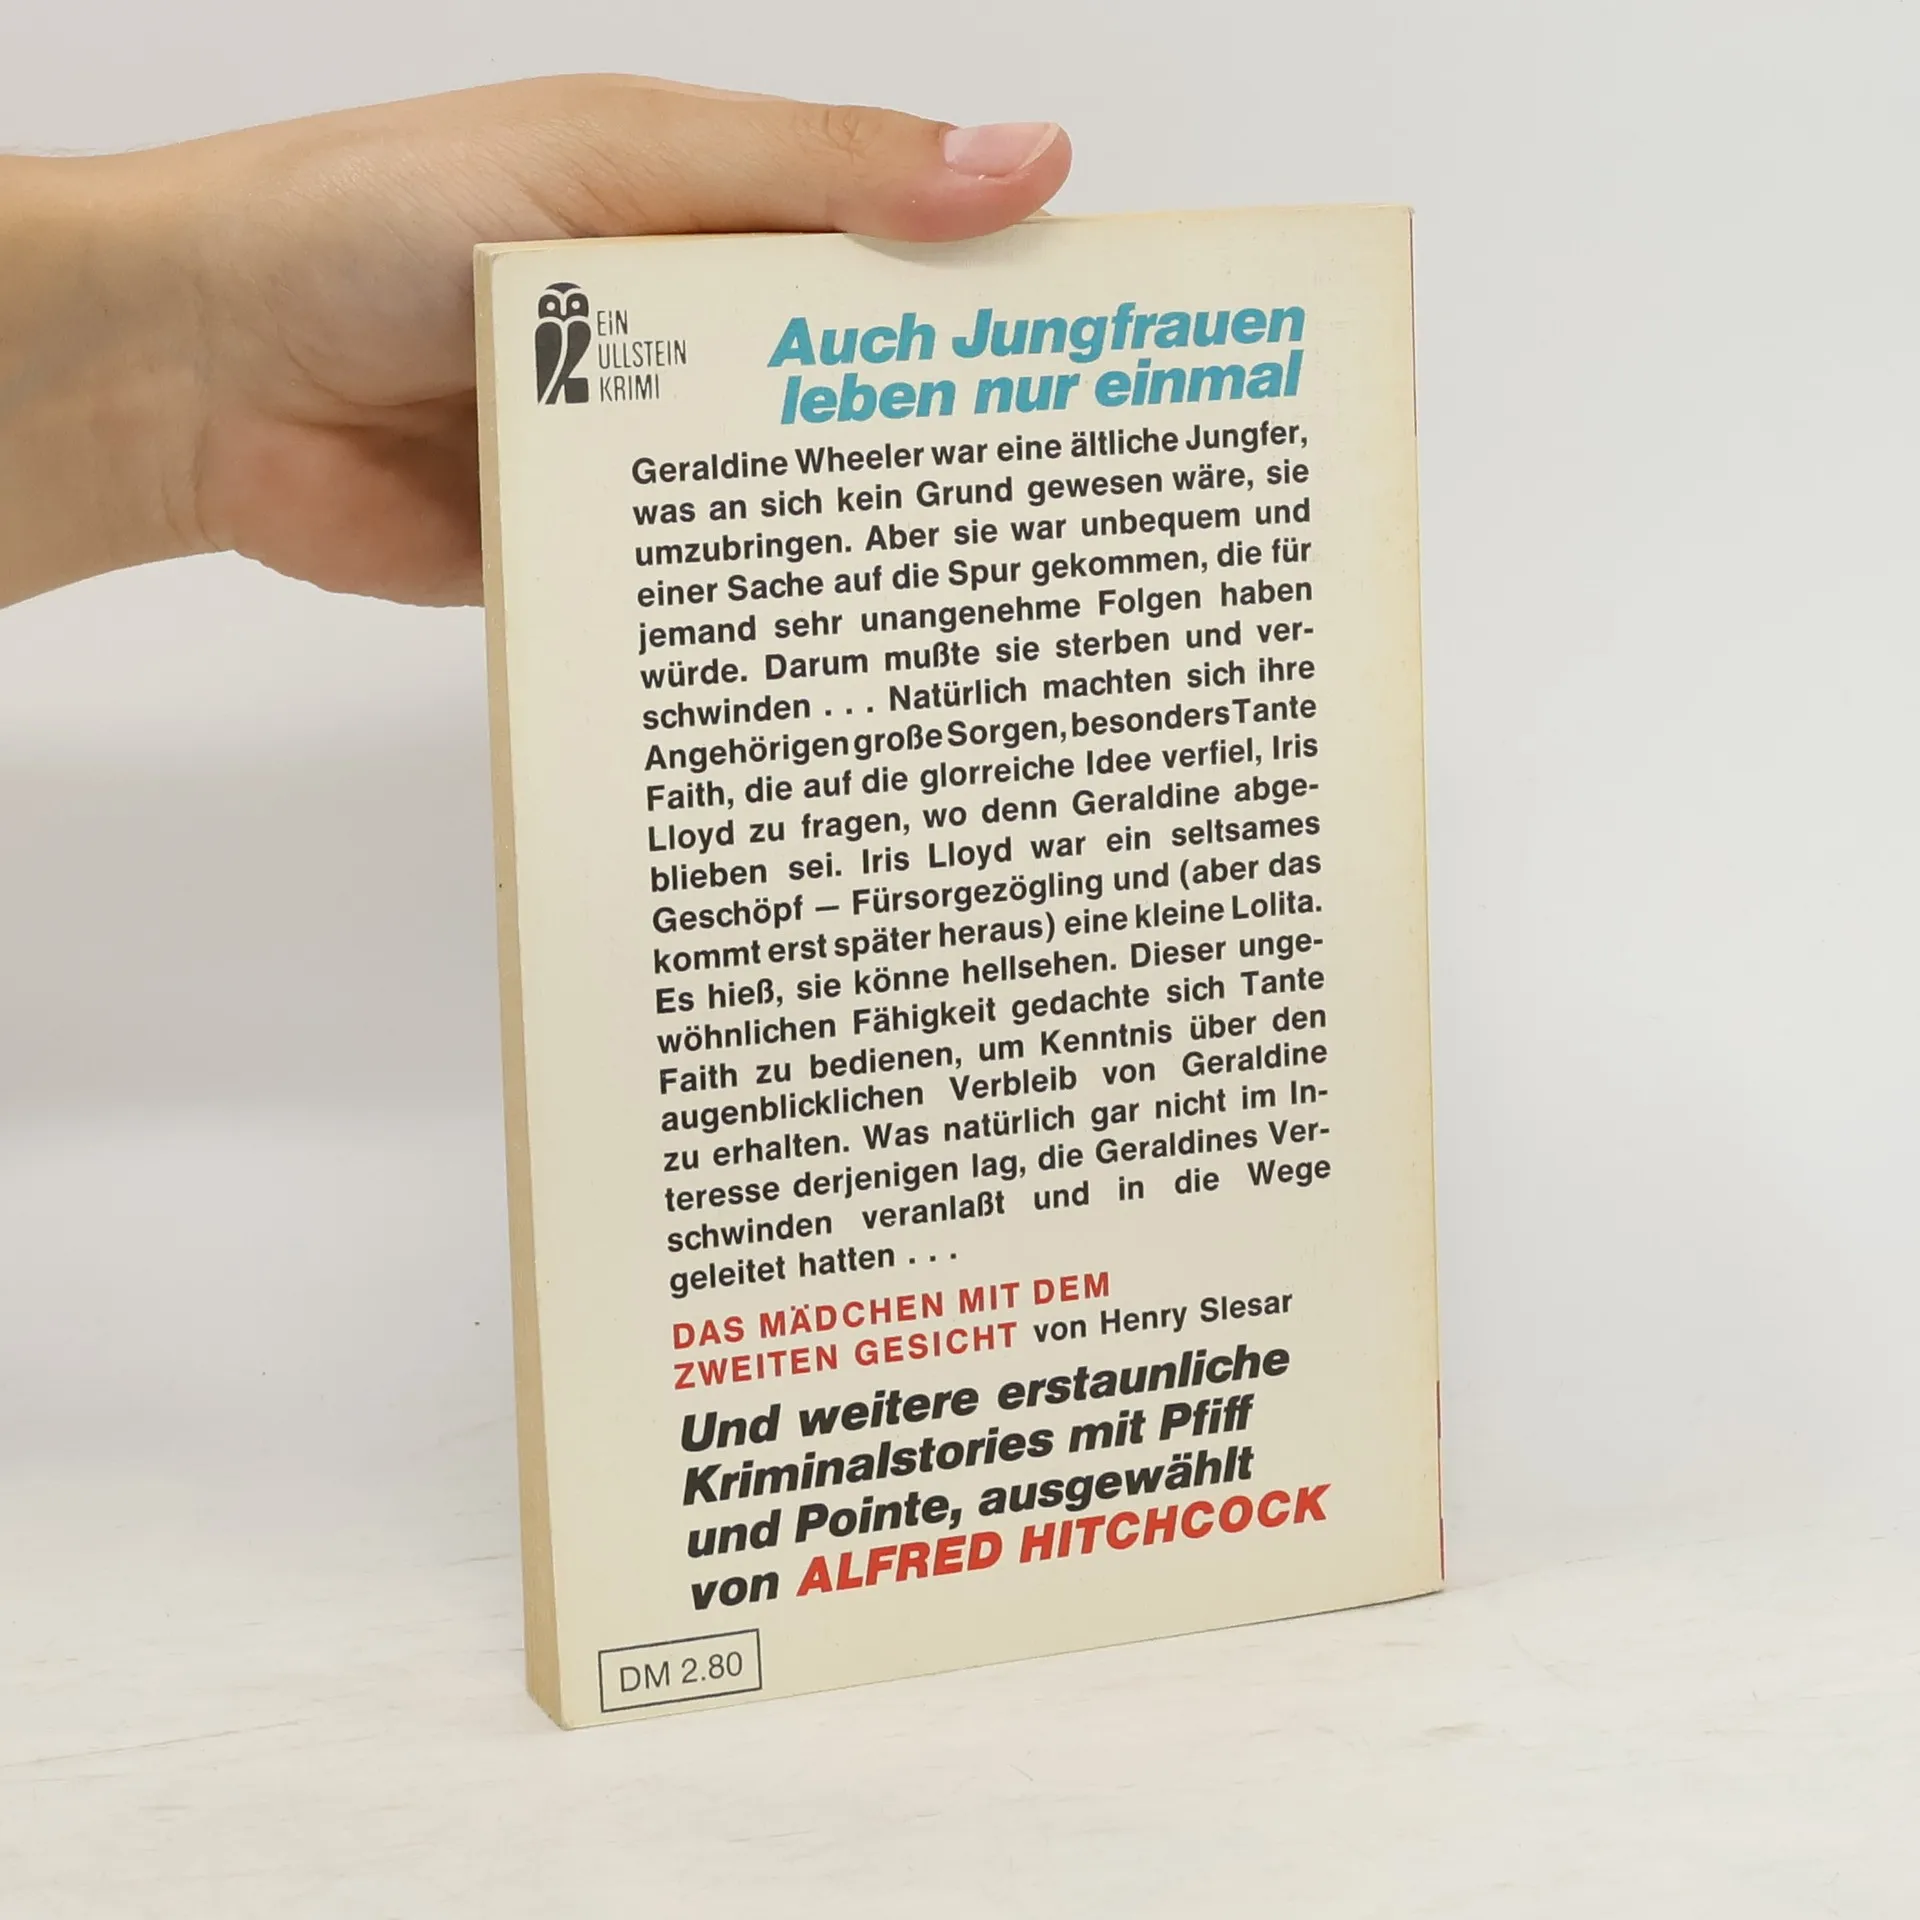 EIN
ULLSTEIN
KRIMI
Auch Jungfrauen
leben nur einmal
Geraldine Wheeler war eine ältliche Jungfer,
was an sich kein Grund gewesen wäre, sie
umzubringen. Aber sie war unbequem und
einer Sache auf die Spur gekommen, die für
jemand sehr unangenehme Folgen haben
würde. Darum mußte sie sterben und ver-
schwinden . . . Natürlich machten sich ihre
Angehörigen große Sorgen, besonders Tante
Faith, die auf die glorreiche Idee verfiel, Iris
Lloyd zu fragen, wo denn Geraldine abge-
blieben sei. Iris Lloyd war ein seltsames
Geschöpf – Fürsorgezögling und (aber das
kommt erst später heraus) eine kleine Lolita.
Es hieß, sie könne hellsehen. Dieser unge-
wöhnlichen Fähigkeit gedachte sich Tante
Faith zu bedienen, um Kenntnis über den
augenblicklichen Verbleib von Geraldine
zu erhalten. Was natürlich gar nicht im In-
teresse derjenigen lag, die Geraldines Ver-
schwinden veranlaßt und in die Wege
geleitet hatten . . .
DAS MÄDCHEN MIT DEM
ZWEITEN GESICHT von Henry Slesar
Und weitere erstaunliche
Kriminalstories mit Pfiff
und Pointe, ausgewählt
von ALFRED HITCHCOCK
DM 2.80